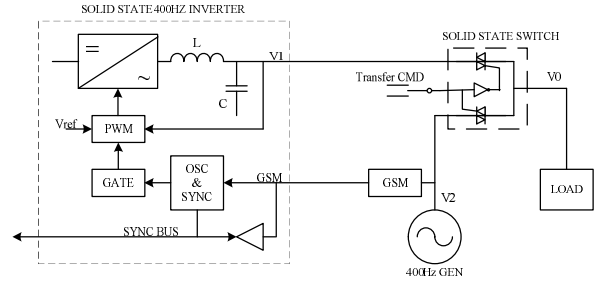 SOLID STATE 400HZ INVERTER
SOLID STATE SWITCH
L
V1
V0
Transfer CMD
C
Vref
PWM
GATE
OSC
&
SYNC
GSM
GSM
LOAD
V2
SYNC BUS
400Hz GEN